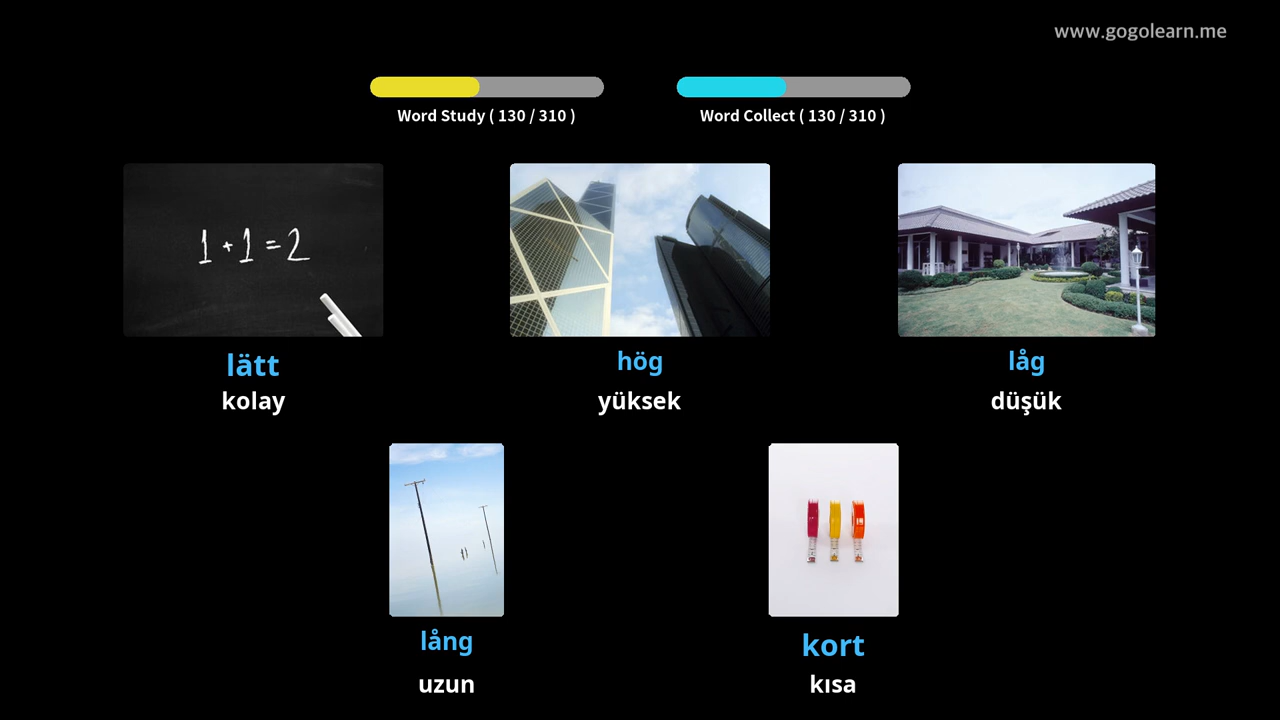 www.gogolearn.me
Word Study ( 130 / 310 )
Word Collect ( 130 / 310 )
1 + 1 = 2
lätt
kolay
hög
yüksek
låg
düşük
lång
uzun
kort
kısa